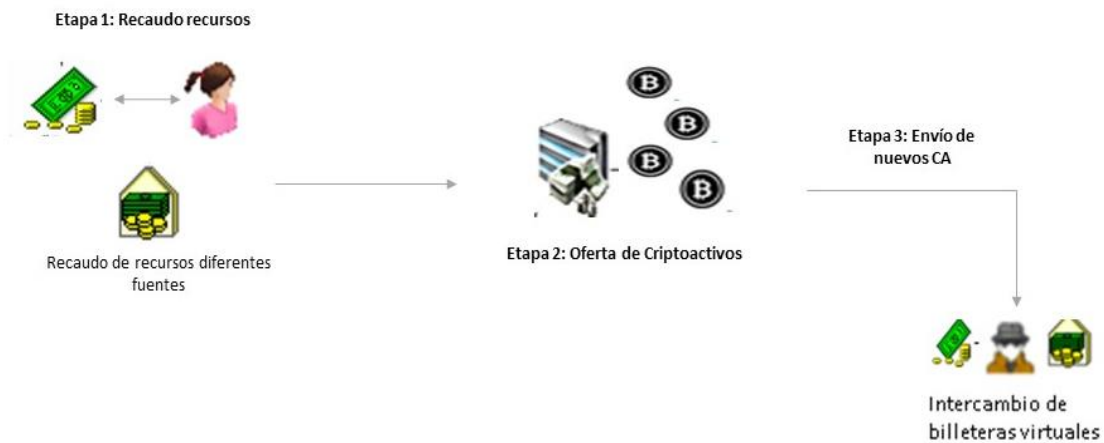 Etapa 1: Recaudo recursos
Recaudo de recursos diferentes
fuentes
Etapa 2: Oferta de Criptoactivos
Etapa 3: Envío de
nuevos CA
Intercambio de
billeteras virtuales